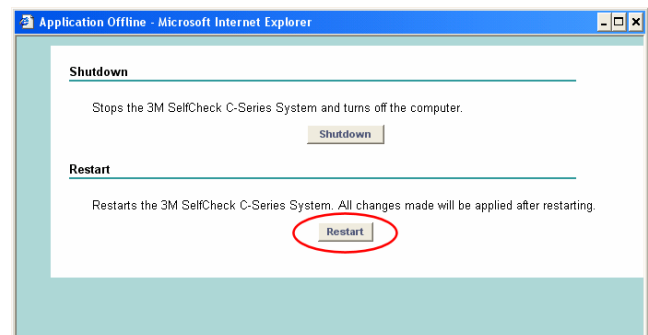 Application Offline - Microsoft Internet Explorer
Shutdown
Stops the 3M SelfCheck C-Series System and turns off the computer.
Shutdown
Restart
Restarts the 3M SelfCheck C-Series System. All changes made will be applied after restarting.
Restart